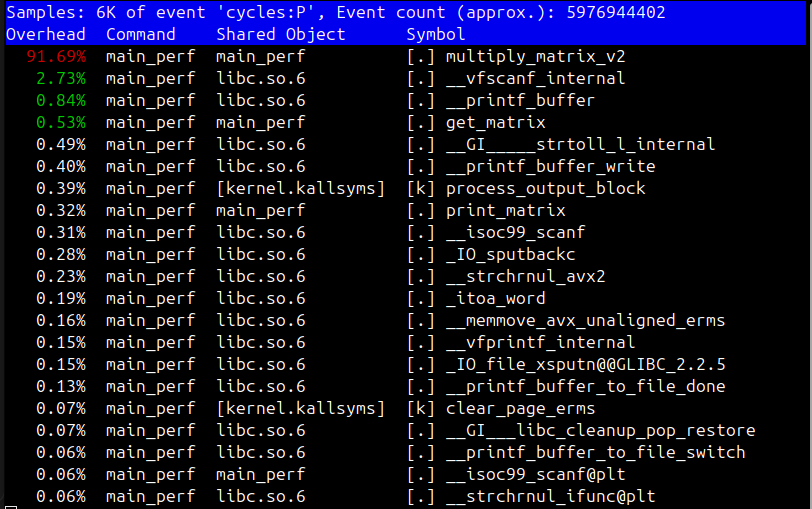 Samples: 6K of event 'cycles:P', Event count (approx.): 5976944402
Overhead  Command    Shared Object      Symbol
91.69%  main_perf  main_perf          [.] multiply_matrix_v2
2.73%  main_perf  libc.so.6          [.] __vfscanf_internal
0.84%  main_perf  libc.so.6          [.] __printf_buffer
0.53%  main_perf  main_perf          [.] get_matrix
0.49%  main_perf  libc.so.6          [.] __GI_____strtoll_l_internal
0.40%  main_perf  libc.so.6          [.] __printf_buffer_write
0.39%  main_perf  [kernel.kallsyms]  [k] process_output_block
0.32%  main_perf  main_perf          [.] print_matrix
0.31%  main_perf  libc.so.6          [.] __isoc99_scanf
0.28%  main_perf  libc.so.6          [.] _IO_sputbackc
0.23%  main_perf  libc.so.6          [.] __strchrnul_avx2
0.19%  main_perf  libc.so.6          [.] _itoa_word
0.16%  main_perf  libc.so.6          [.] __memmove_avx_unaligned_erms
0.15%  main_perf  libc.so.6          [.] __vfprintf_internal
0.15%  main_perf  libc.so.6          [.] _IO_file_xsputn@@GLIBC_2.2.5
0.13%  main_perf  libc.so.6          [.] __printf_buffer_to_file_done
0.07%  main_perf  [kernel.kallsyms]  [k] clear_page_erms
0.07%  main_perf  libc.so.6          [.] __GI___libc_cleanup_pop_restore
0.06%  main_perf  libc.so.6          [.] __printf_buffer_to_file_switch
0.06%  main_perf  main_perf          [.] __isoc99_scanf@plt
0.06%  main_perf  libc.so.6          [.] __strchrnul_ifunc@plt